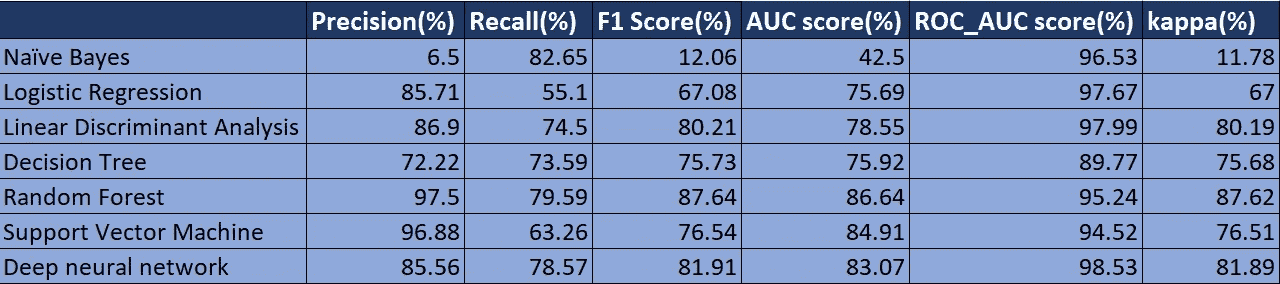 Precision(%) Recall(%) F1 Score(%) AUC score(%) ROC_AUC score(%) kappa(%)
Naïve Bayes 6.5 82.65 12.06 42.5 96.53 11.78
Logistic Regression 85.71 55.1 67.08 75.69 97.67 67
Linear Discriminant Analysis 86.9 74.5 80.21 78.55 97.99 80.19
Decision Tree 72.22 73.59 75.73 75.92 89.77 75.68
Random Forest 97.5 79.59 87.64 86.64 95.24 87.62
Support Vector Machine 96.88 63.26 76.54 84.91 94.52 76.51
Deep neural network 85.56 78.57 81.91 83.07 98.53 81.89